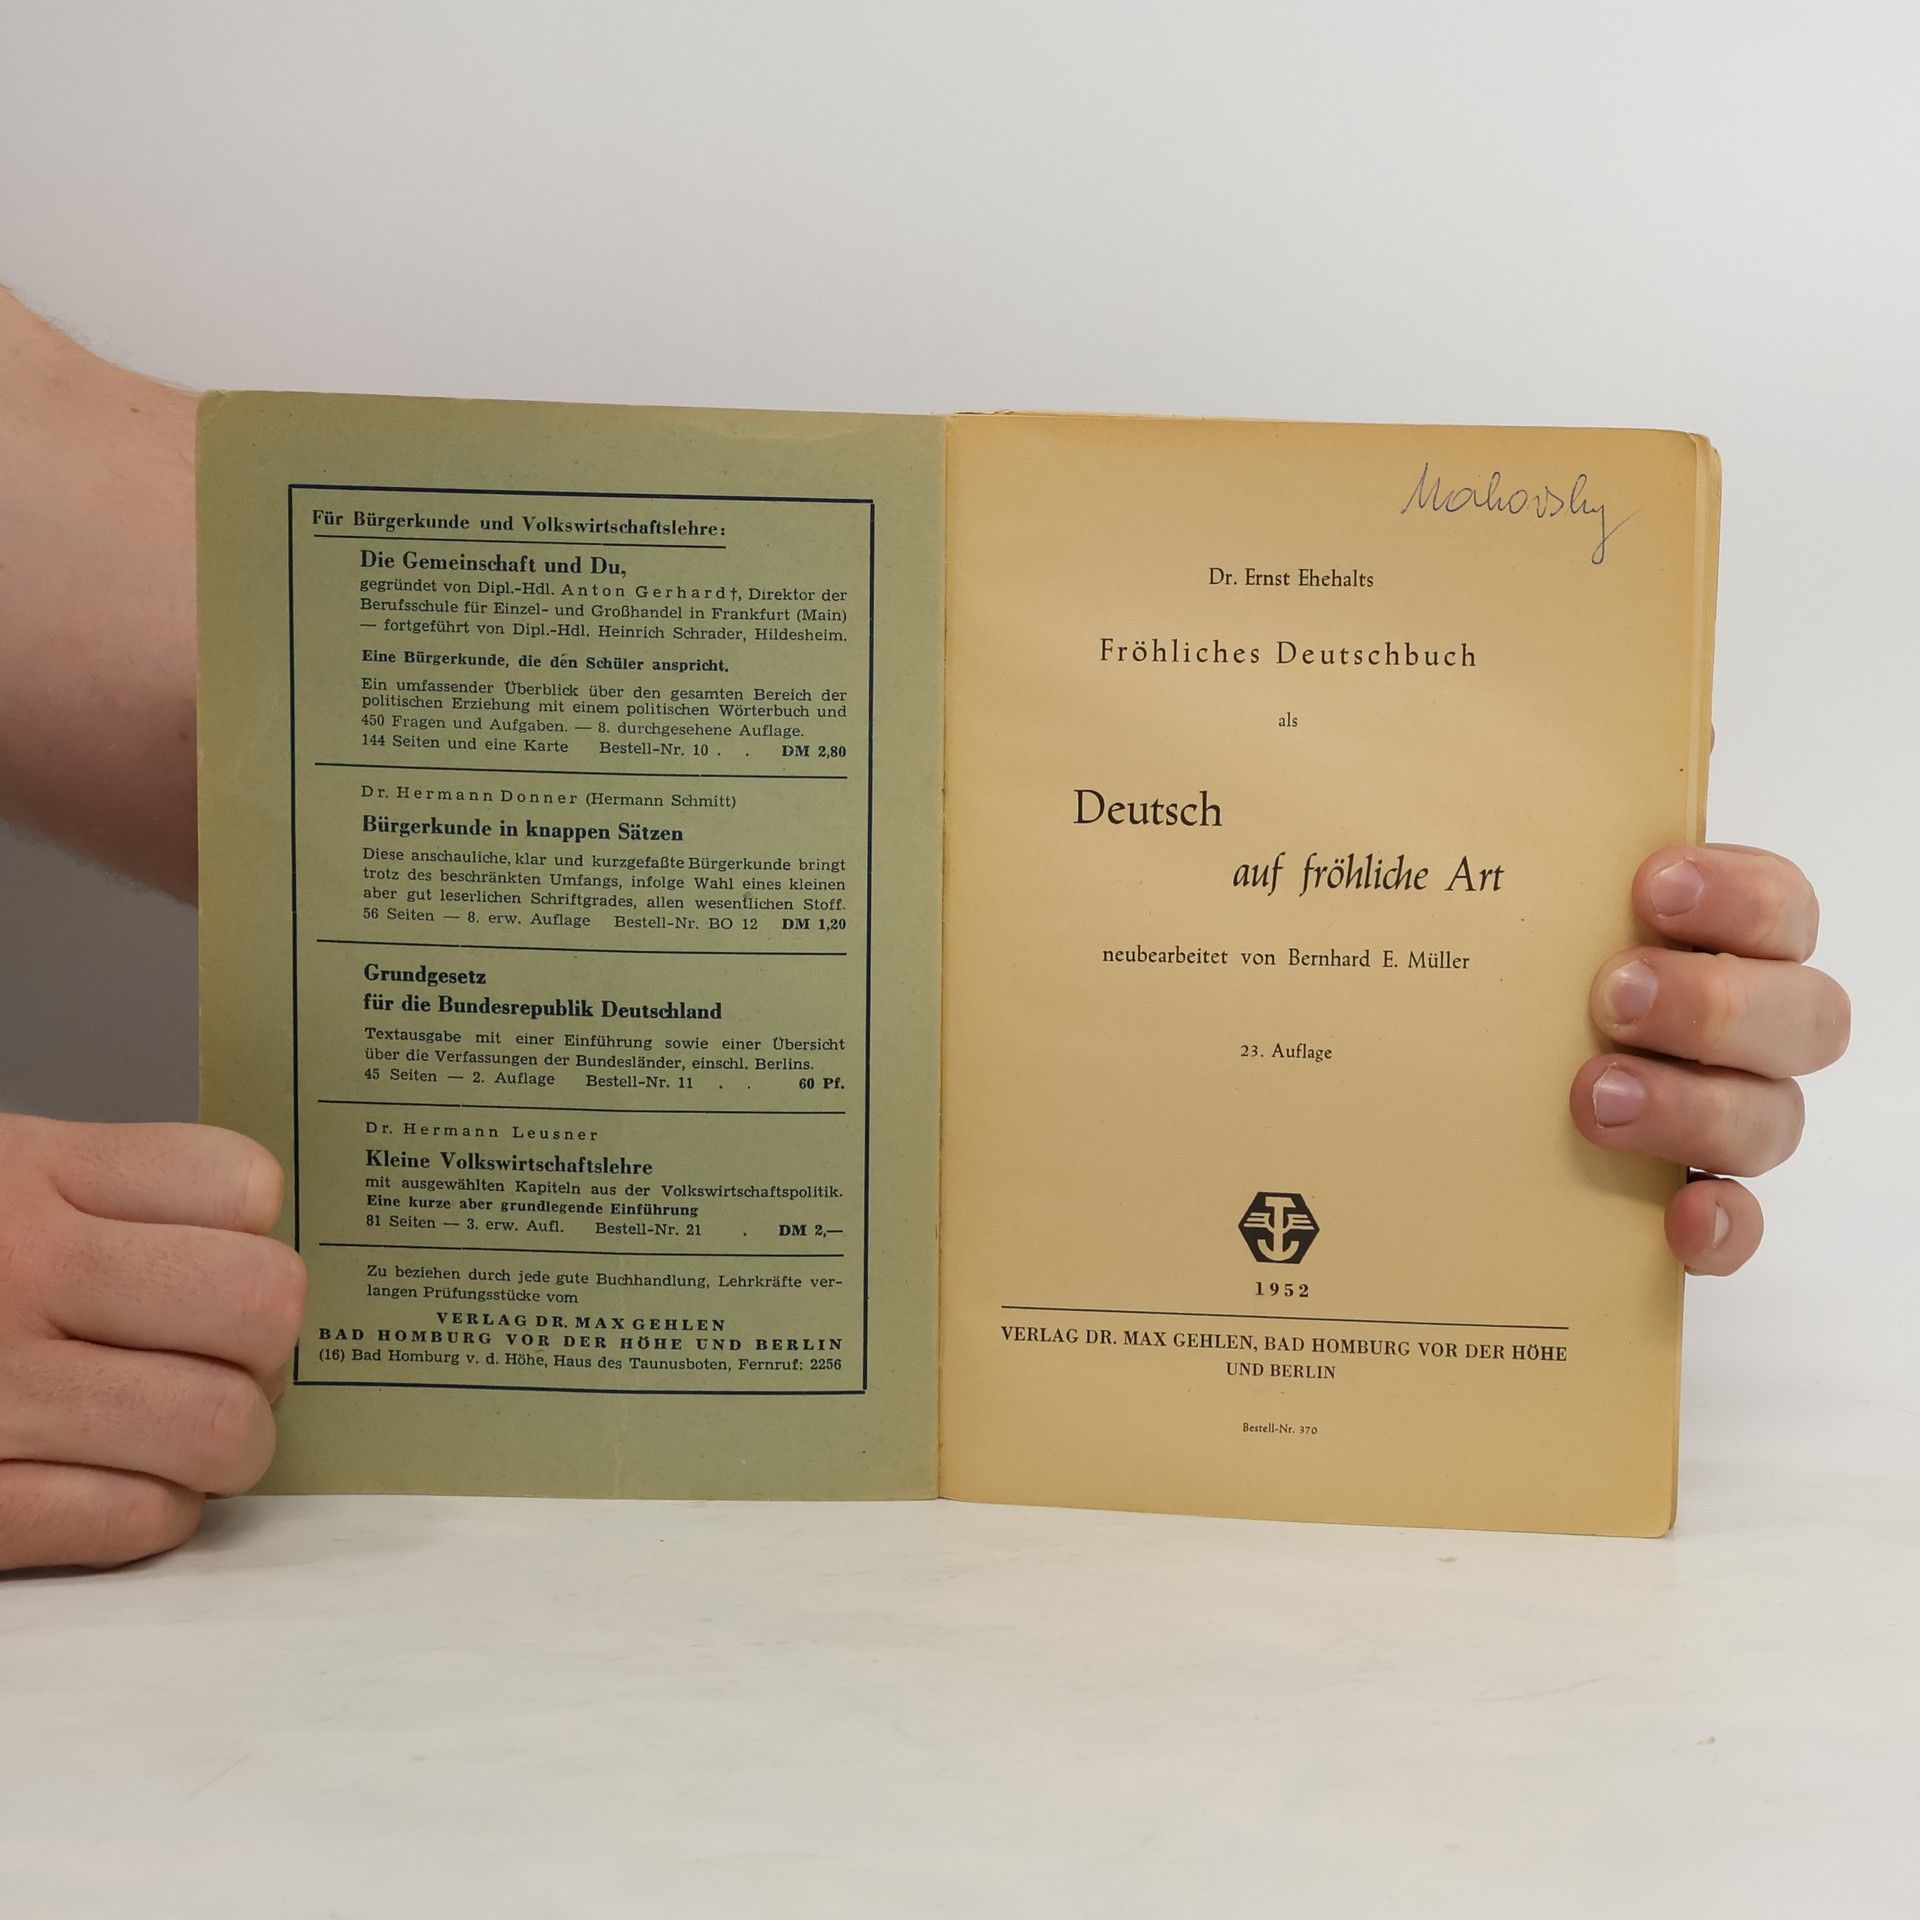 Für Bürgerkunde und Volkswirtschaftslehre:
Die Gemeinschaft und Du,
gegründet von Dipl.-Hdl. Anton Gerhard†, Direktor der
Berufsschule für Einzel- und Großhandel in Frankfurt (Main)
— fortgeführt von Dipl.-Hdl. Heinrich Schrader, Hildesheim.
Eine Bürgerkunde, die den Schüler anspricht.
Ein umfassender Überblick über den gesamten Bereich der
politischen Erziehung mit einem politischen Wörterbuch und
450 Fragen und Aufgaben. — 8. durchgesehene Auflage.
144 Seiten und eine Karte Bestell-Nr. 10 . . DM 2,80
Dr. Hermann Donner (Hermann Schmitt)
Bürgerkunde in knappen Sätzen
Diese anschauliche, klar und kurzgefaßte Bürgerkunde bringt
trotz des beschränkten Umfangs, infolge Wahl eines kleinen
aber gut leserlichen Schriftgrades, allen wesentlichen Stoff.
56 Seiten — 8. erw. Auflage Bestell-Nr. BO 12 DM 1,20
Grundgesetz
für die Bundesrepublik Deutschland
Textausgabe mit einer Einführung sowie einer Übersicht
über die Verfassungen der Bundesländer, einschl. Berlins.
45 Seiten — 2. Auflage Bestell-Nr. 11 . . 60 Pf.
Dr. Hermann Leusner
Kleine Volkswirtschaftslehre
mit ausgewählten Kapiteln aus der Volkswirtschaftspolitik.
Eine kurze aber grundlegende Einführung
81 Seiten — 3. erw. Aufl. Bestell-Nr. 21 . DM 2,—
Zu beziehen durch jede gute Buchhandlung, Lehrkräfte ver-
langen Prüfungsstücke vom
VERLAG DR. MAX GEHLEN
BAD HOMBURG VOR DER HÖHE UND BERLIN
(16) Bad Homburg v. d. Höhe, Haus des Taunusboten, Fernruf: 2256
Dr. Ernst Ehehalts
Fröhliches Deutschbuch
als
Deutsch
auf fröhliche Art
neubearbeitet von Bernhard E. Müller
23. Auflage
1952
VERLAG DR. MAX GEHLEN, BAD HOMBURG VOR DER HÖHE
UND BERLIN
Bestell-Nr. 370